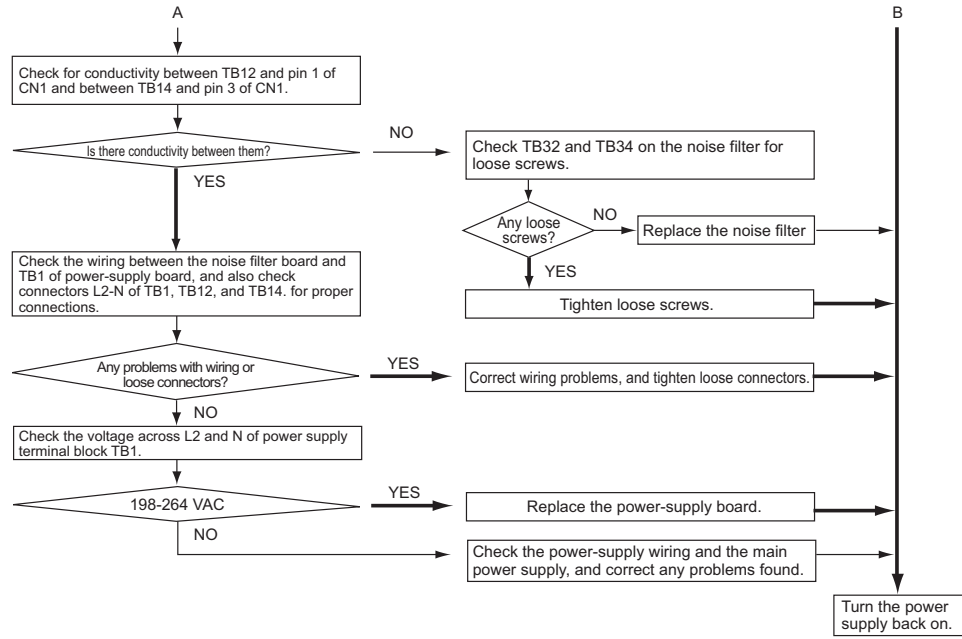 A
B
Check for conductivity between TB12 and pin 1 of
CN1 and between TB14 and pin 3 of CN1.
Is there conductivity between them?
NO
YES
Check TB32 and TB34 on the noise filter for
loose screws.
Any loose
screws?
NO
Replace the noise filter
YES
Tighten loose screws.
Check the wiring between the noise filter board and
TB1 of power-supply board, and also check
connectors L2-N of TB1, TB12, and TB14. for proper
connections.
Any problems with wiring or
loose connectors?
YES
Correct wiring problems, and tighten loose connectors.
NO
Check the voltage across L2 and N of power supply
terminal block TB1.
198-264 VAC
YES
Replace the power-supply board.
NO
Check the power-supply wiring and the main
power supply, and correct any problems found.
Turn the power
supply back on.